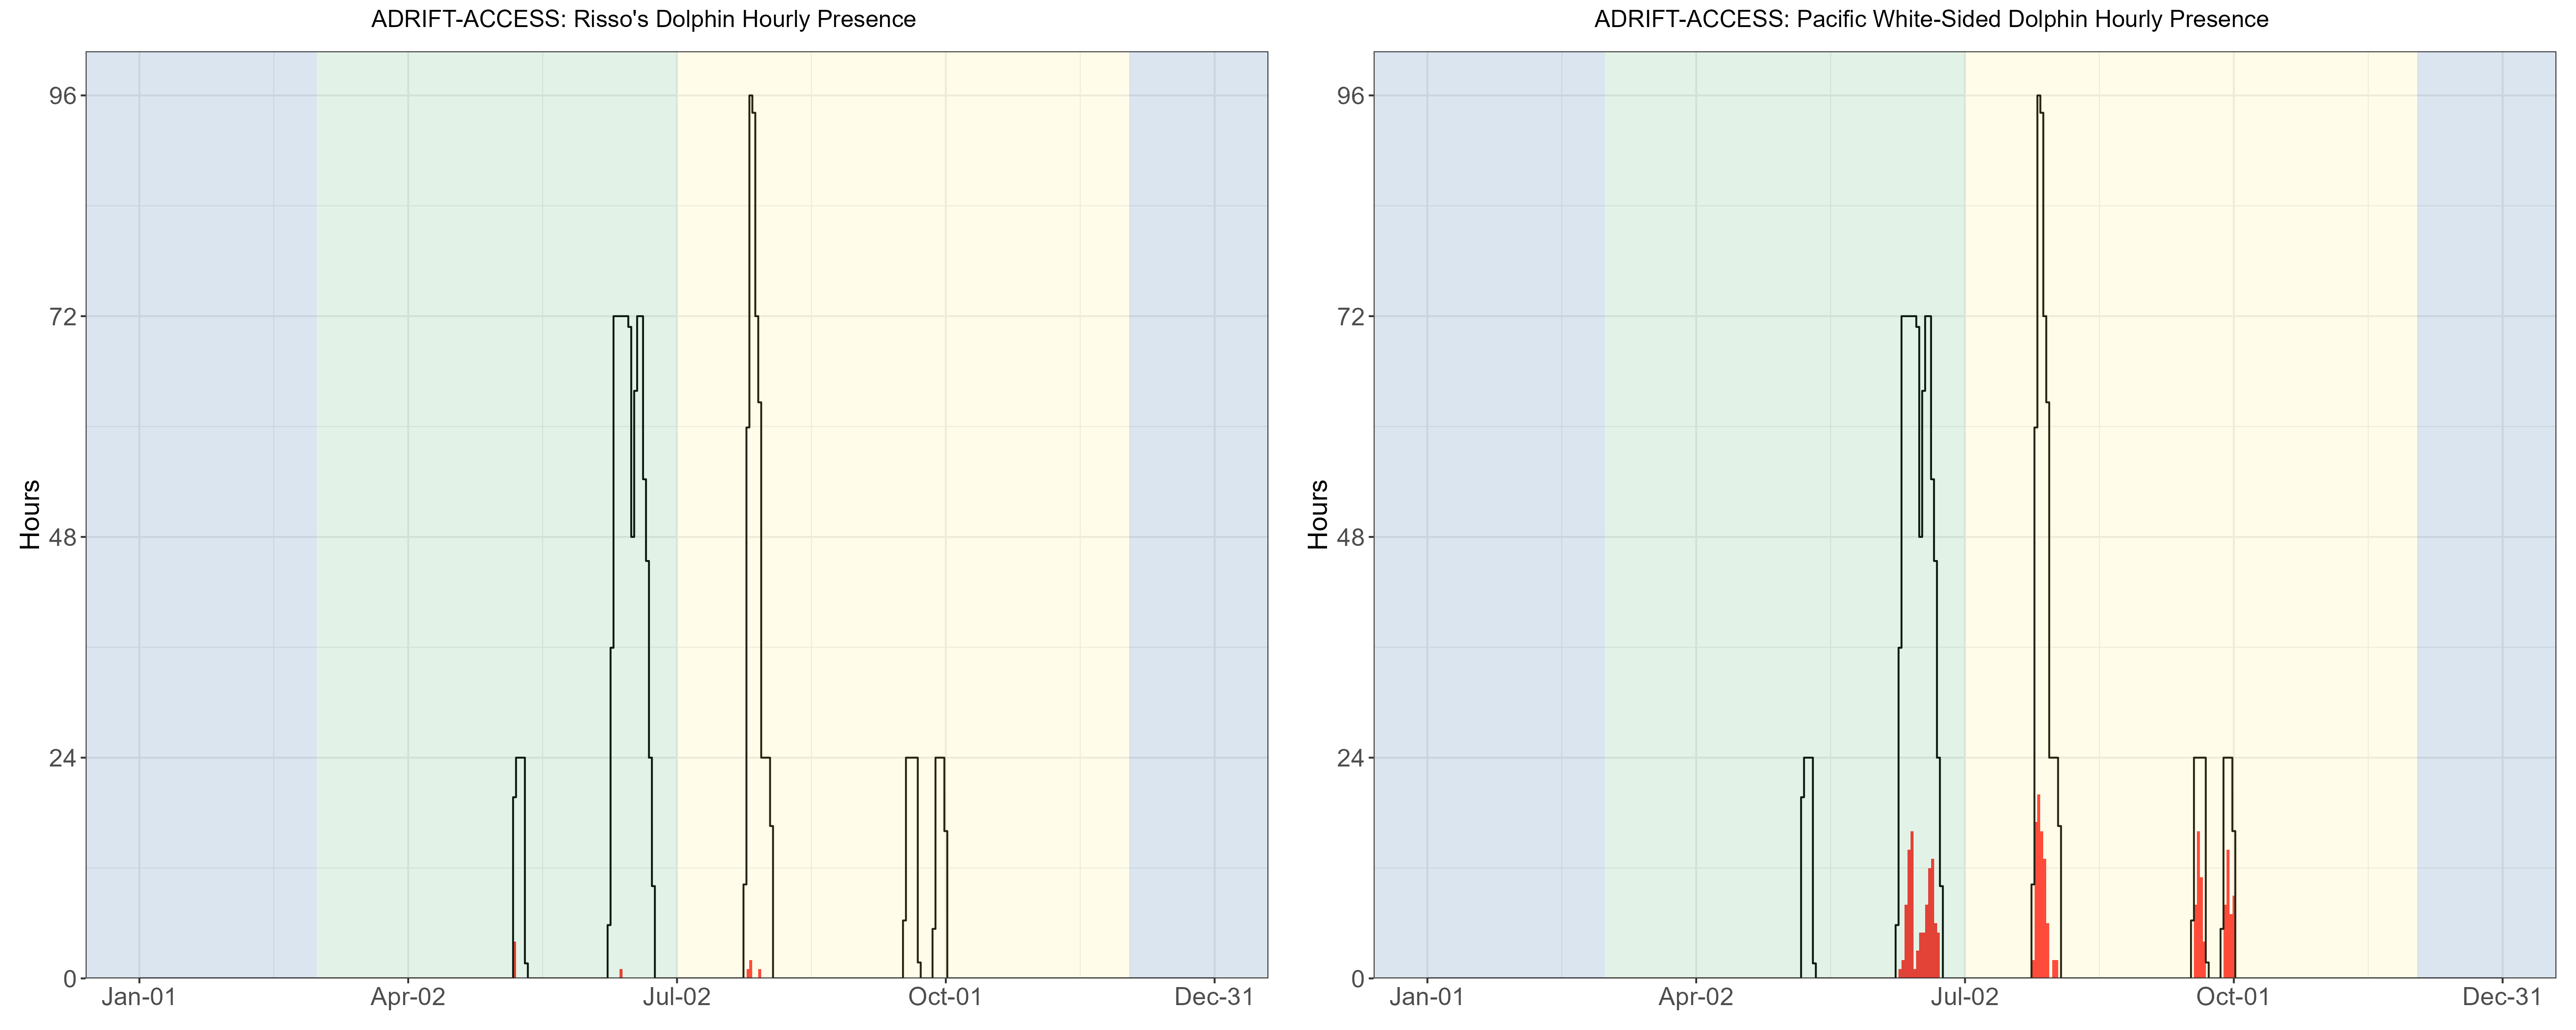 ADRIFT-ACCESS: Risso's Dolphin Hourly Presence
Hours
96
72
48
24
0
Jan-01 Apr-02 Jul-02 Oct-01 Dec-31
ADRIFT-ACCESS: Pacific White-Sided Dolphin Hourly Presence
Hours
96
72
48
24
0
Jan-01 Apr-02 Jul-02 Oct-01 Dec-31